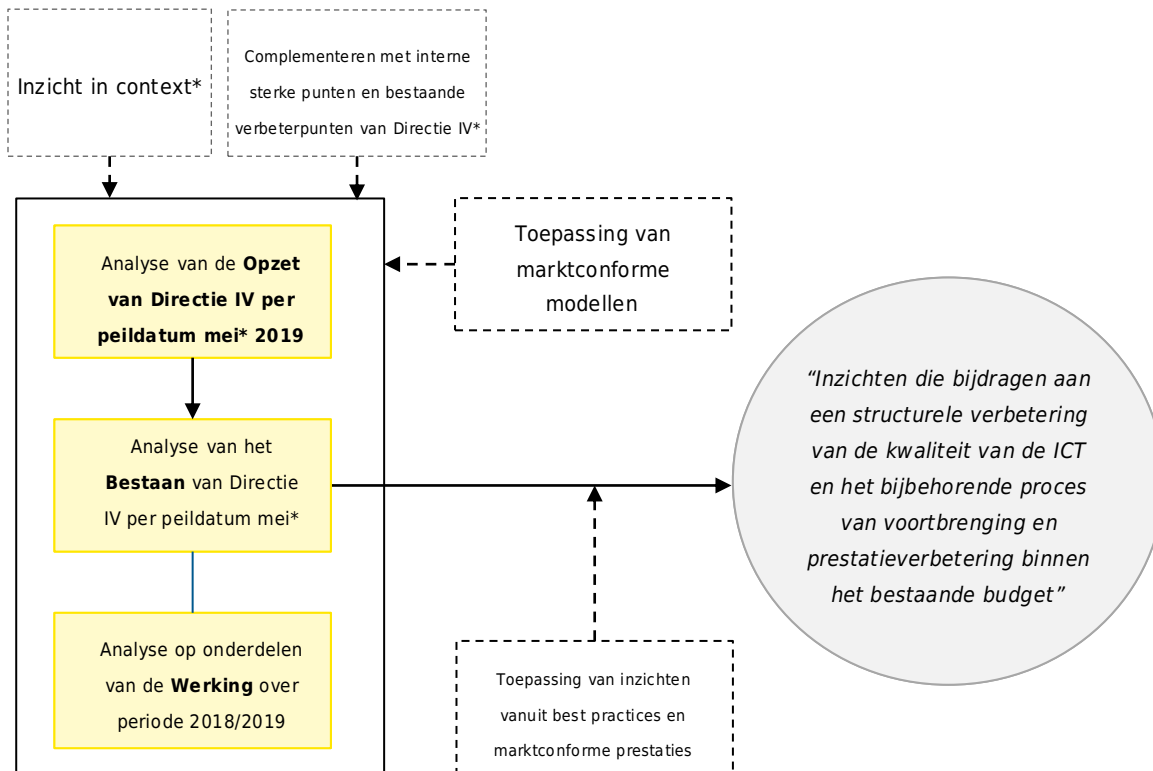 Inzicht in context*
Complementeren met interne
sterke punten en bestaande
verbeterpunten van Directie IV*
Analyse van de Opzet
van Directie IV per
peildatum mei* 2019
Toepassing van
marktconforme
modellen
Analyse van het
Bestaan van Directie
IV per peildatum mei*
“Inzichten die bijdragen aan
een structurele verbetering
van de kwaliteit van de ICT
en het bijbehorende proces
van voortbrenging en
prestatieverbetering binnen
het bestaande budget”
Analyse op onderdelen
van de Werking over
periode 2018/2019
Toepassing van inzichten
vanuit best practices en
marktconforme prestaties